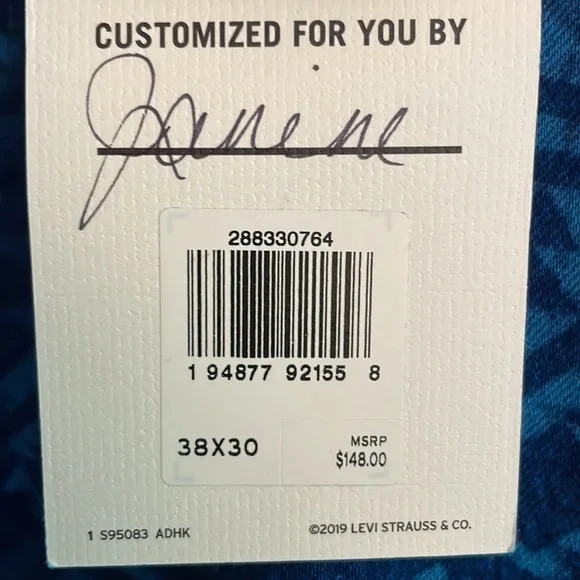 CUSTOMIZED FOR YOU BY
Janine
288330764
1 94877 92155 8
38X30
MSRP
$148.00
1 S95083 ADHK
©2019 LEVI STRAUSS & CO.